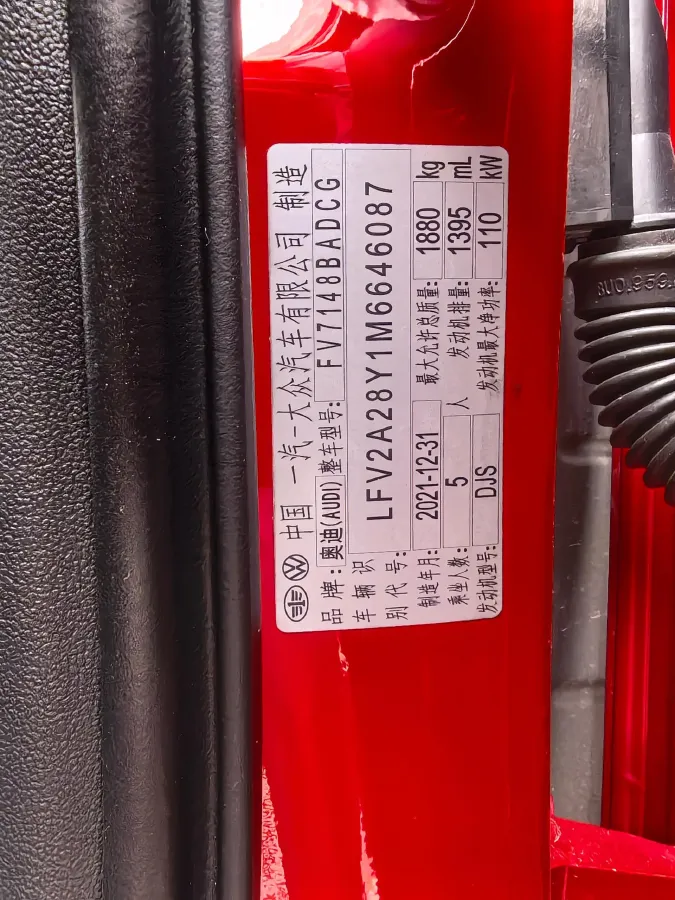 中国 一汽-大众汽车有限公司 制造
品牌: 奥迪(AUDI) 整车型号: FV7148BADCG
车辆识别代号: LFV2A28Y1M6646087
制造年月: 2021-12-31 最大允许总质量: 1880 kg
乘坐人数: 5 人 发动机排量: 1395 mL
发动机型号: DJS 发动机最大净功率: 110 kW
8U0.959.